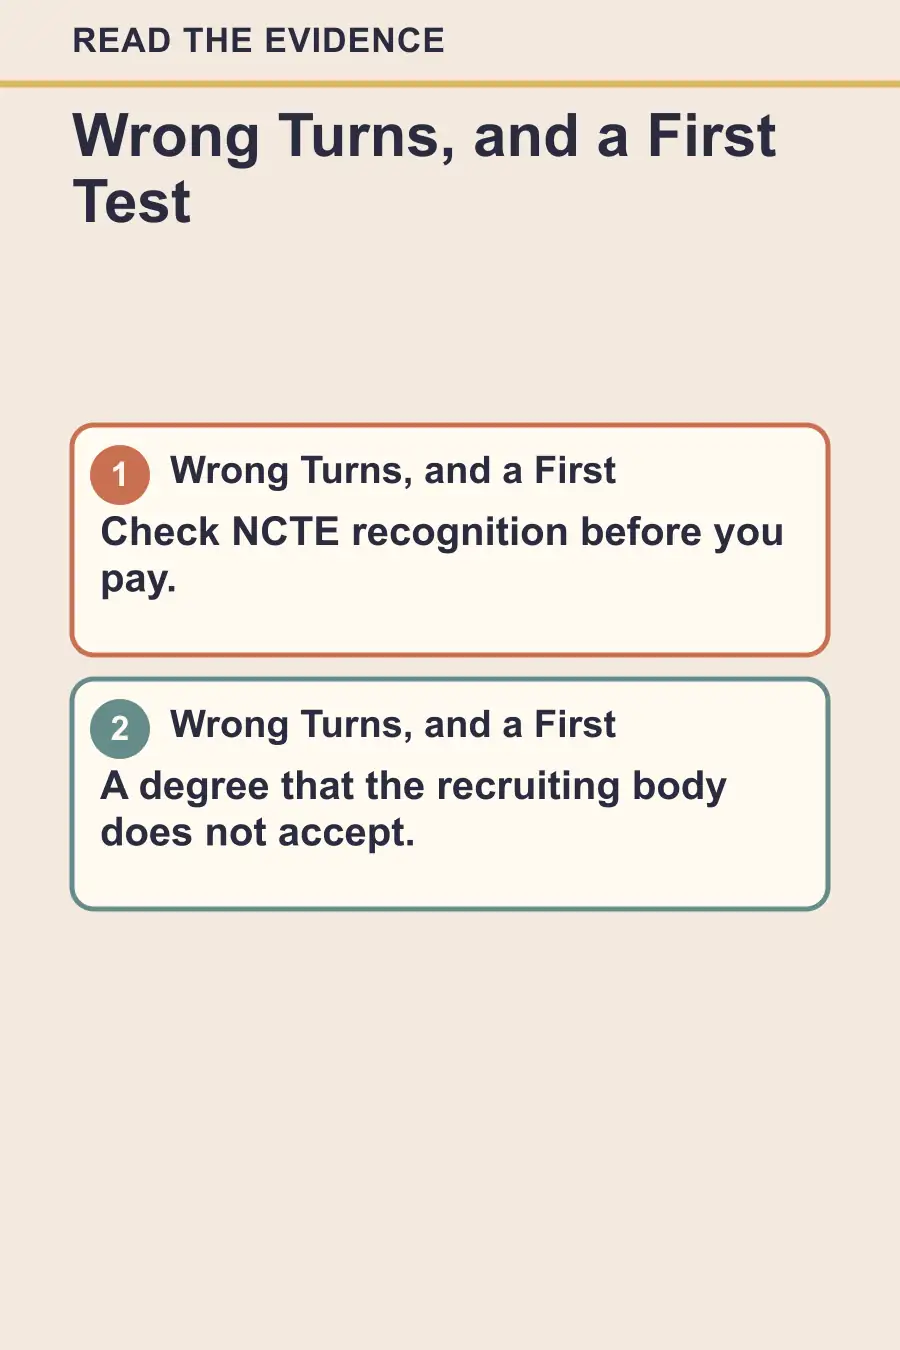 READ THE EVIDENCE
Wrong Turns, and a First
Test
1
Wrong Turns, and a First
Check NCTE recognition before you
pay.
2
Wrong Turns, and a First
A degree that the recruiting body
does not accept.